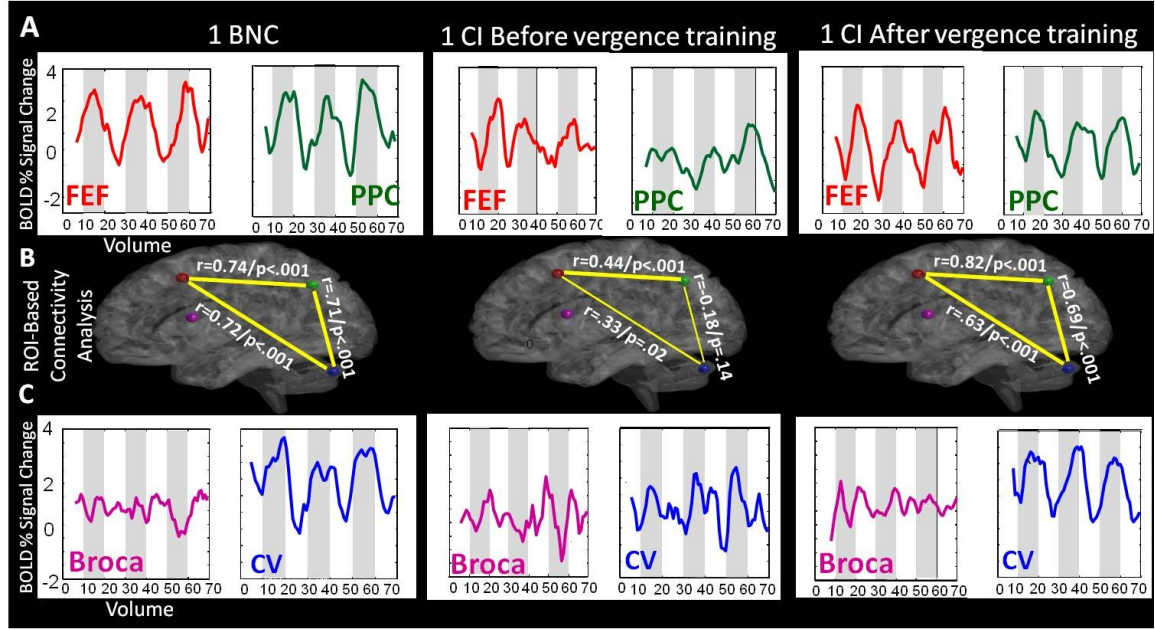 A
1 BNC
1 CI Before vergence training
1 CI After vergence training
BOLD % Signal Change
4
2
0
-2
FEF
PPC
FEF
PPC
FEF
PPC
0 10 20 30 40 50 60 70
0 10 20 30 40 50 60 70
0 10 20 30 40 50 60 70
0 10 20 30 40 50 60 70
0 10 20 30 40 50 60 70
0 10 20 30 40 50 60 70
Volume
B
ROI-Based
Connectivity
Analysis
r=0.74/p<.001
r=.71/p<.001
r=0.72/p<.001
r=0.44/p<.001
r=-0.18/p=.14
r=.33/p=.02
0
r=0.82/p<.001
r=0.69/p<.001
r=.63/p<.001
C
BOLD % Signal Change
4
2
0
-2
Broca
CV
Broca
CV
Broca
CV
0 10 20 30 40 50 60 70
0 10 20 30 40 50 60 70
0 10 20 30 40 50 60 70
0 10 20 30 40 50 60 70
0 10 20 30 40 50 60 70
0 10 20 30 40 50 60 70
Volume